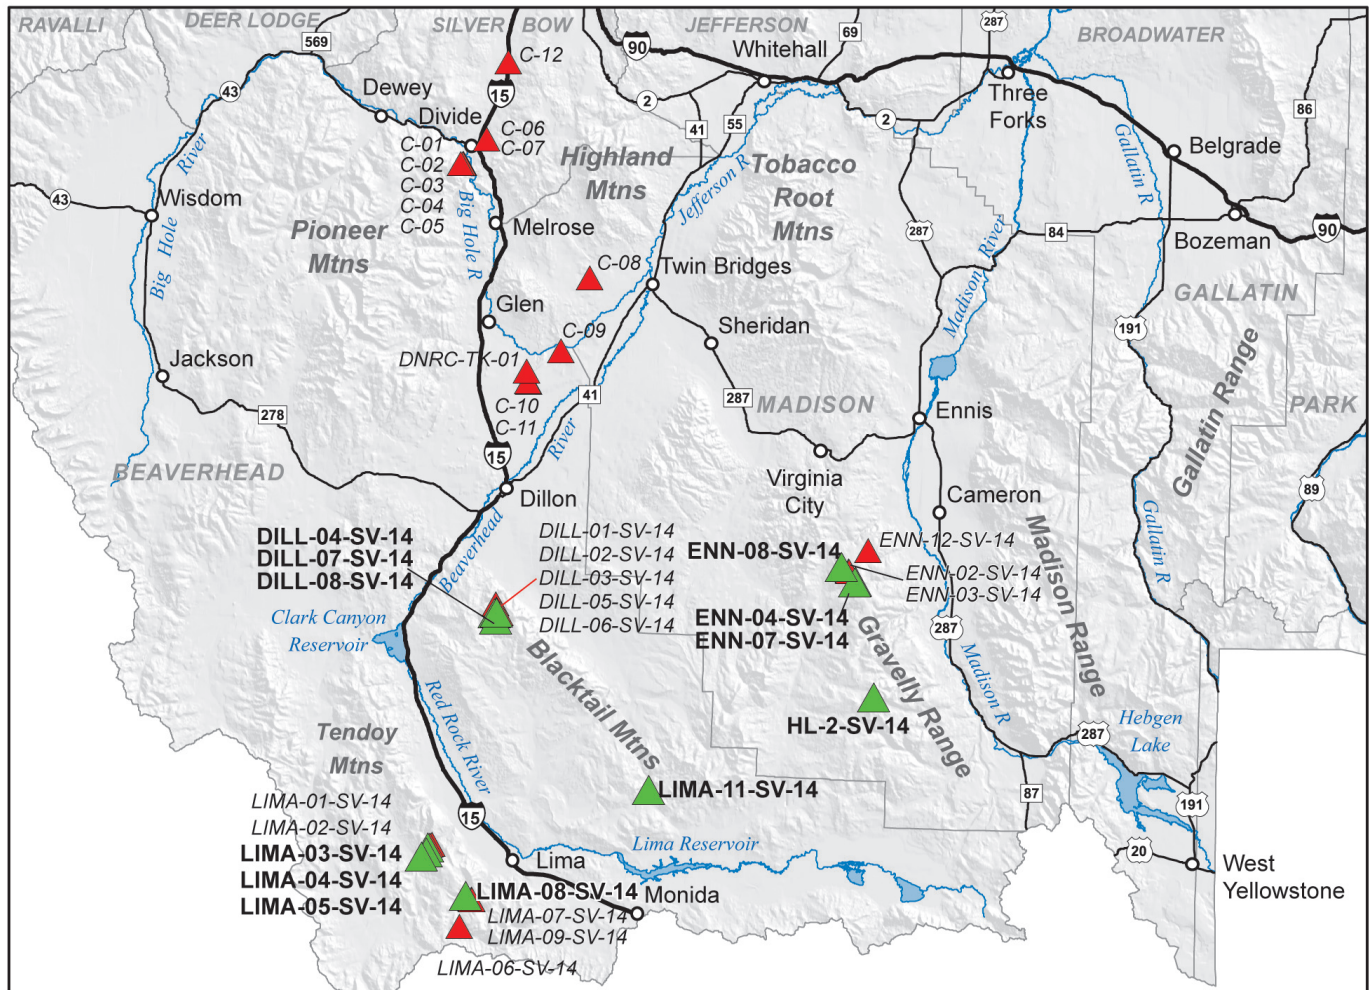 RAVALLI
DEER LODGE
SILVER BOW
JEFFERSON
BROADWATER
287
569
90
69
C-12
Whitehall
43
Dewey
15
2
Three
Forks
86
Divide
C-06
C-07
41
55
2
Gallatin R
Belgrade
River
C-01
C-02
C-03
C-04
C-05
Highland
Mtns
Tobacco
Root
Mtns
Jefferson R
43
Wisdom
Big Hole R
Melrose
287
84
Bozeman
90
Big Hole
Pioneer
Mtns
Madison River
C-08
Twin Bridges
GALLATIN
Glen
Sheridan
191
Jackson
C-09
DNRC-TK-01
Gallatin Range
278
C-10
C-11
41
287
MADISON
Ennis
PARK
River
15
BEAVERHEAD
Virginia
City
89
Dillon
Cameron
Gallatin R
DILL-04-SV-14
DILL-07-SV-14
DILL-08-SV-14
Beaverhead
DILL-01-SV-14
DILL-02-SV-14
DILL-03-SV-14
DILL-05-SV-14
DILL-06-SV-14
ENN-08-SV-14
ENN-12-SV-14
ENN-02-SV-14
ENN-03-SV-14
Madison Range
Clark Canyon
Reservoir
ENN-04-SV-14
ENN-07-SV-14
287
Blacktail Mtns
Gravelly Range
Madison R
Red Rock River
HL-2-SV-14
Tendoy
Mtns
Hebgen
Lake
287
LIMA-11-SV-14
87
191
LIMA-01-SV-14
LIMA-02-SV-14
LIMA-03-SV-14
LIMA-04-SV-14
LIMA-05-SV-14
15
Lima
Lima Reservoir
20
West
Yellowstone
LIMA-08-SV-14
Monida
LIMA-07-SV-14
LIMA-09-SV-14
LIMA-06-SV-14